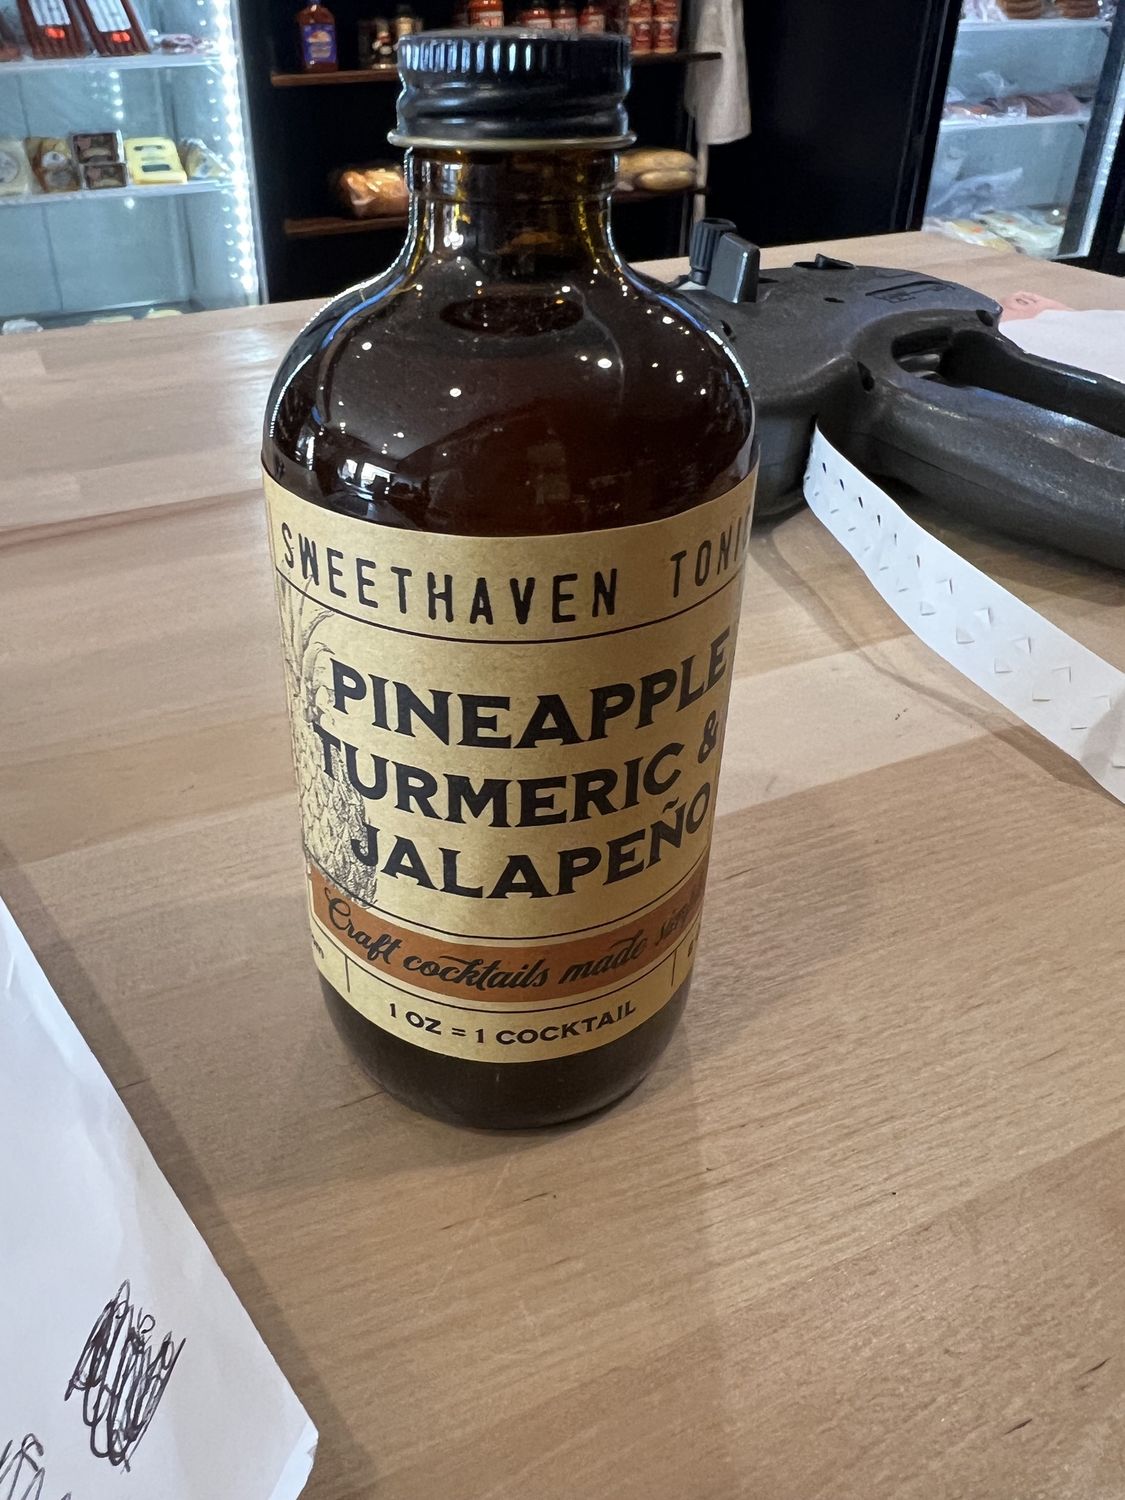 SWEETHAVEN TONI
PINEAPPLE
TURMERIC &
JALAPEÑO
Craft cocktails made
1 OZ = 1 COCKTAIL